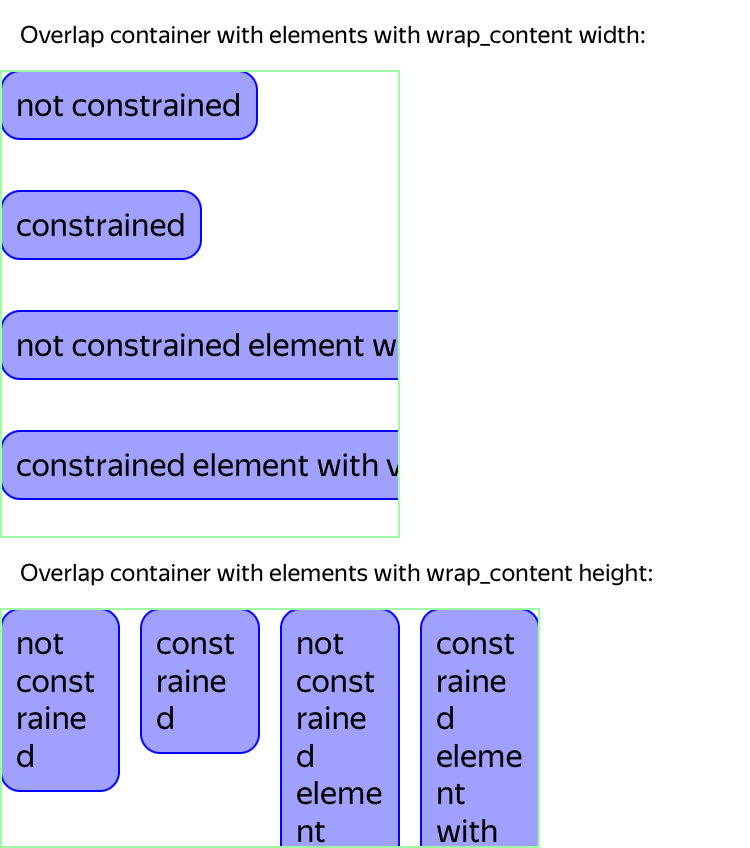 Overlap container with elements with wrap_content width:
not constrained
constrained
not constrained element w
constrained element with v
Overlap container with elements with wrap_content height:
not
const
raine
d
const
raine
d
not
const
raine
d
eleme
nt
const
raine
d
eleme
nt
with